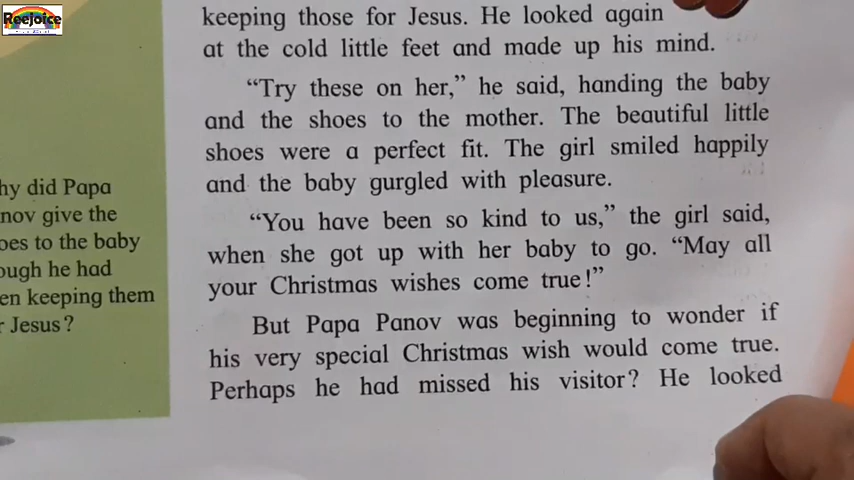 Reejoice
keeping those for Jesus. He looked again
at the cold little feet and made up his mind.
“Try these on her,” he said, handing the baby
and the shoes to the mother. The beautiful little
shoes were a perfect fit. The girl smiled happily
and the baby gurgled with pleasure.
“You have been so kind to us,” the girl said,
when she got up with her baby to go. “May all
your Christmas wishes come true!”
But Papa Panov was beginning to wonder if
his very special Christmas wish would come true.
Perhaps he had missed his visitor? He looked
hy did Papa
nov give the
oes to the baby
ough he had
en keeping them
r Jesus?